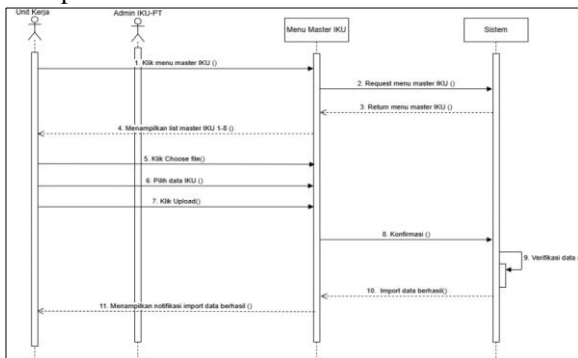 Unit Kerja
Admin IKU-PT
Menu Master IKU
Sistem
1. Klik menu master IKU ()
2. Request menu master IKU ()
3. Return menu master IKU ()
4. Menampilkan list master IKU 1-8 ()
5. Klik Choose file()
6. Pilih data IKU ()
7. Klik Upload()
8. Konfirmasi ()
9. Verifikasi data
10. Import data berhasil()
11. Menampilkan notifikasi import data berhasil ()